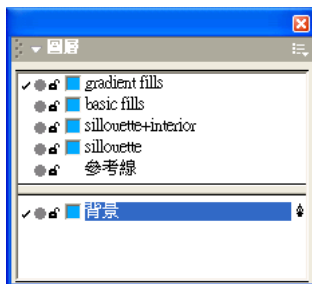 圖層
gradient fills
basic fills
sillouette+interior
sillouette
參考線
背景